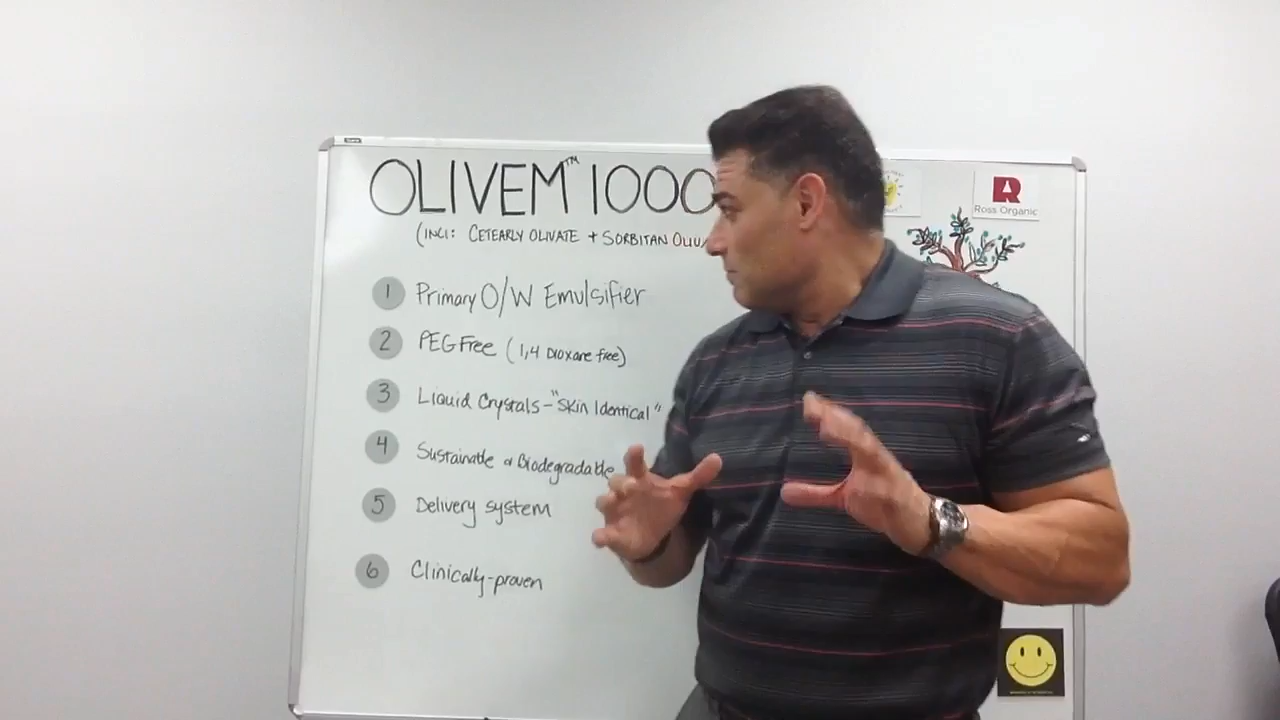 OLIVEM™ 1000
(INCI: CETEARLY OLIVATE + SORBITAN
1 Primary O/W Emulsifier
2 PEG Free (1,4 Dioxane free)
3 Liquid Crystals - "Skin Identical"
4 Sustainable & Biodegradable
5 Delivery system
6 Clinically-proven
R
Ross Organic